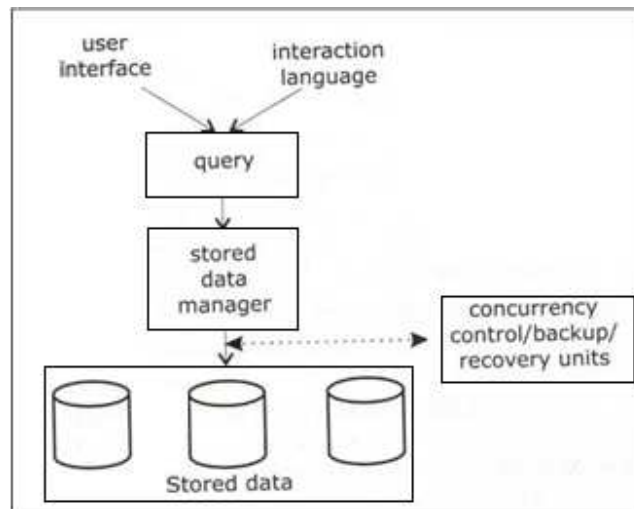 user
interface
interaction
language
query
stored
data
manager
concurrency
control/backup/
recovery units
Stored data